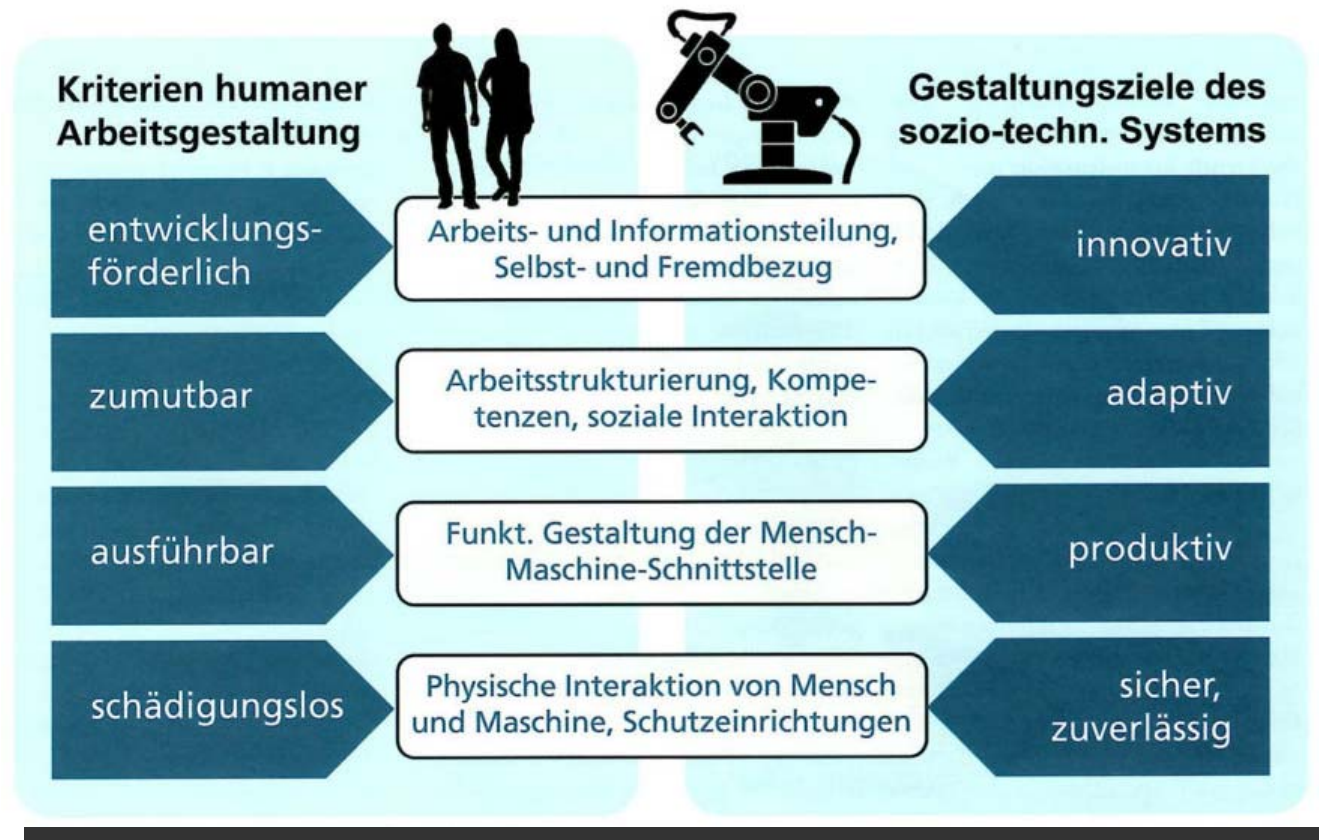 Kriterien humaner
Arbeitsgestaltung
Gestaltungsziele des
sozio-techn. Systems
entwicklungs-
förderlich
Arbeits- und Informationsteilung,
Selbst- und Fremdbezug
innovativ
zumutbar
Arbeitsstrukturierung, Kompe-
tenzen, soziale Interaktion
adaptiv
ausführbar
Funkt. Gestaltung der Mensch-
Maschine-Schnittstelle
produktiv
schädigungslos
Physische Interaktion von Mensch
und Maschine, Schutzeinrichtungen
sicher,
zuverlässig